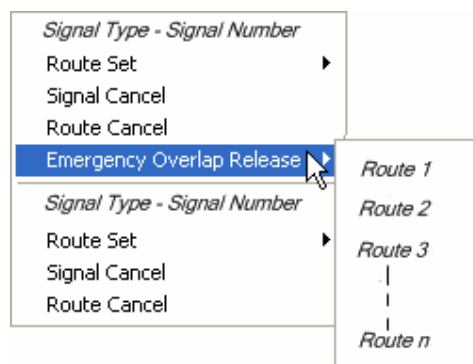 Signal Type - Signal Number
Route Set
Signal Cancel
Route Cancel
Emergency Overlap Release
Signal Type - Signal Number
Route Set
Signal Cancel
Route Cancel
Route 1
Route 2
Route 3
Route n